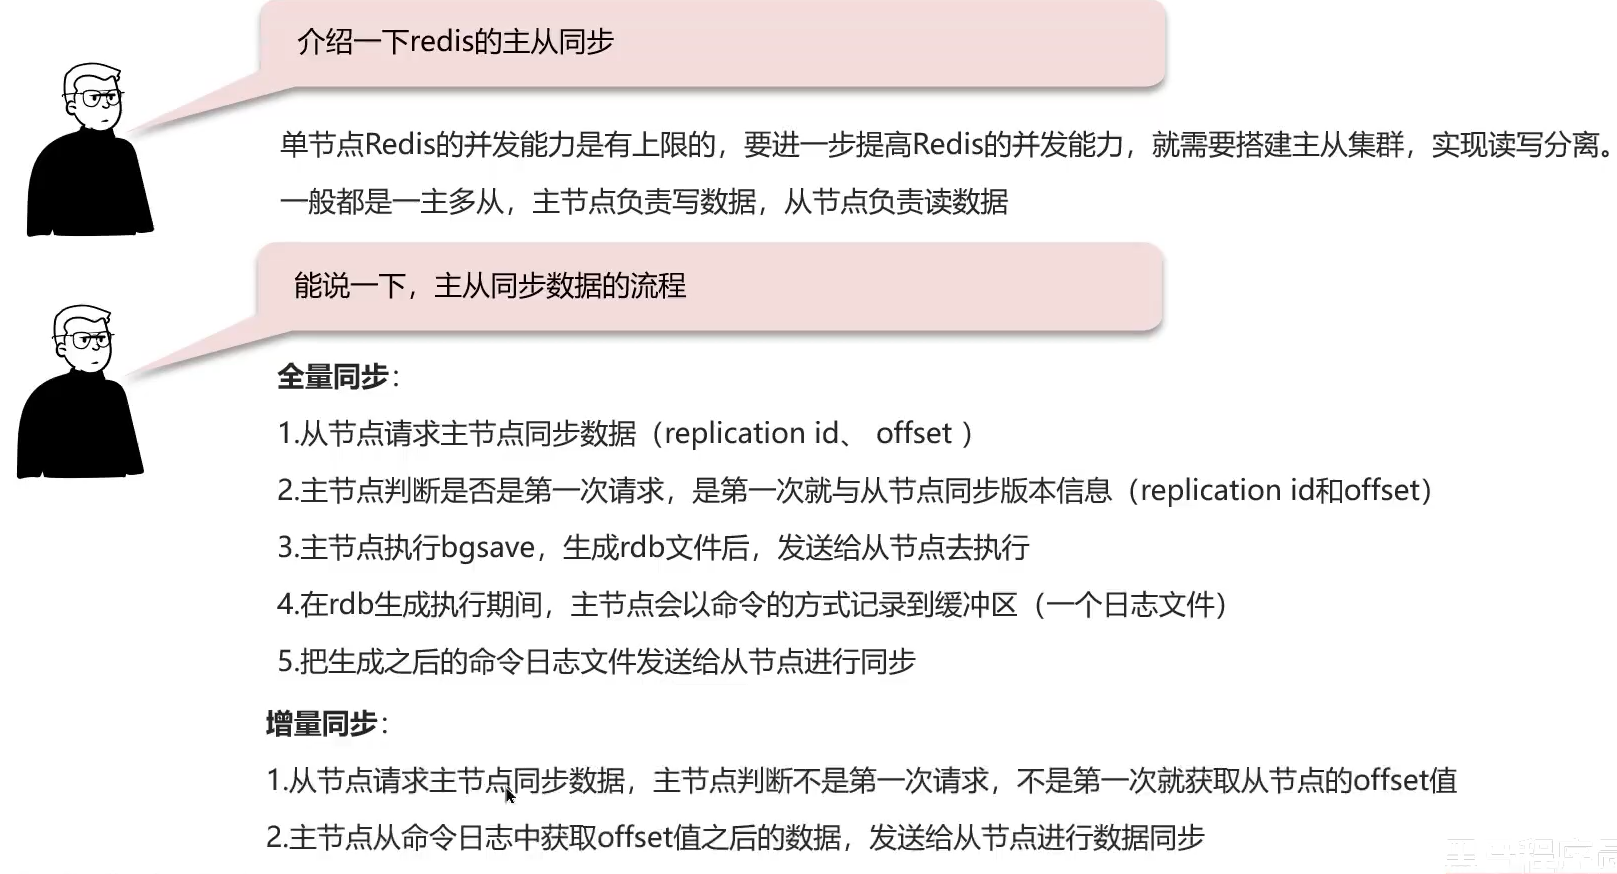 介绍一下redis的主从同步
单节点Redis的并发能力是有上限的，要进一步提高Redis的并发能力，就需要搭建主从集群，实现读写分离。
一般都是一主多从，主节点负责写数据，从节点负责读数据
能说一下，主从同步数据的流程
全量同步：
1.从节点请求主节点同步数据（replication id、 offset ）
2.主节点判断是否是第一次请求，是第一次就与从节点同步版本信息（replication id和offset）
3.主节点执行bgsave，生成rdb文件后，发送给从节点去执行
4.在rdb生成执行期间，主节点会以命令的方式记录到缓冲区（一个日志文件）
5.把生成之后的命令日志文件发送给从节点进行同步
增量同步：
1.从节点请求主节点同步数据，主节点判断不是第一次请求，不是第一次就获取从节点的offset值
2.主节点从命令日志中获取offset值之后的数据，发送给从节点进行数据同步